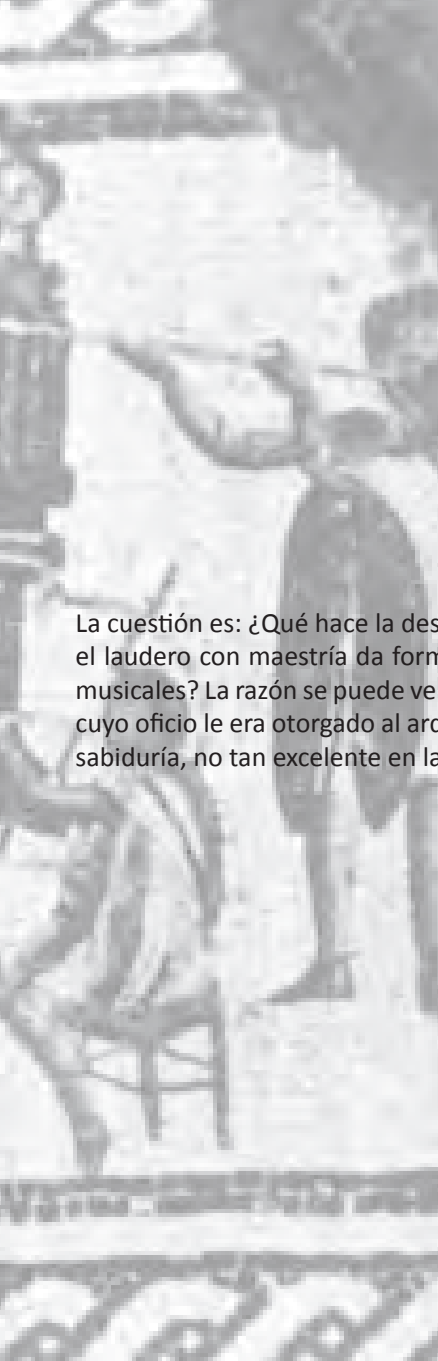 La cuestión es: ¿Qué hace la des
el laudero con maestría da form
musicales? La razón se puede ve
cuyo oficio le era otorgado al
sabiduría, no tan excelente en la